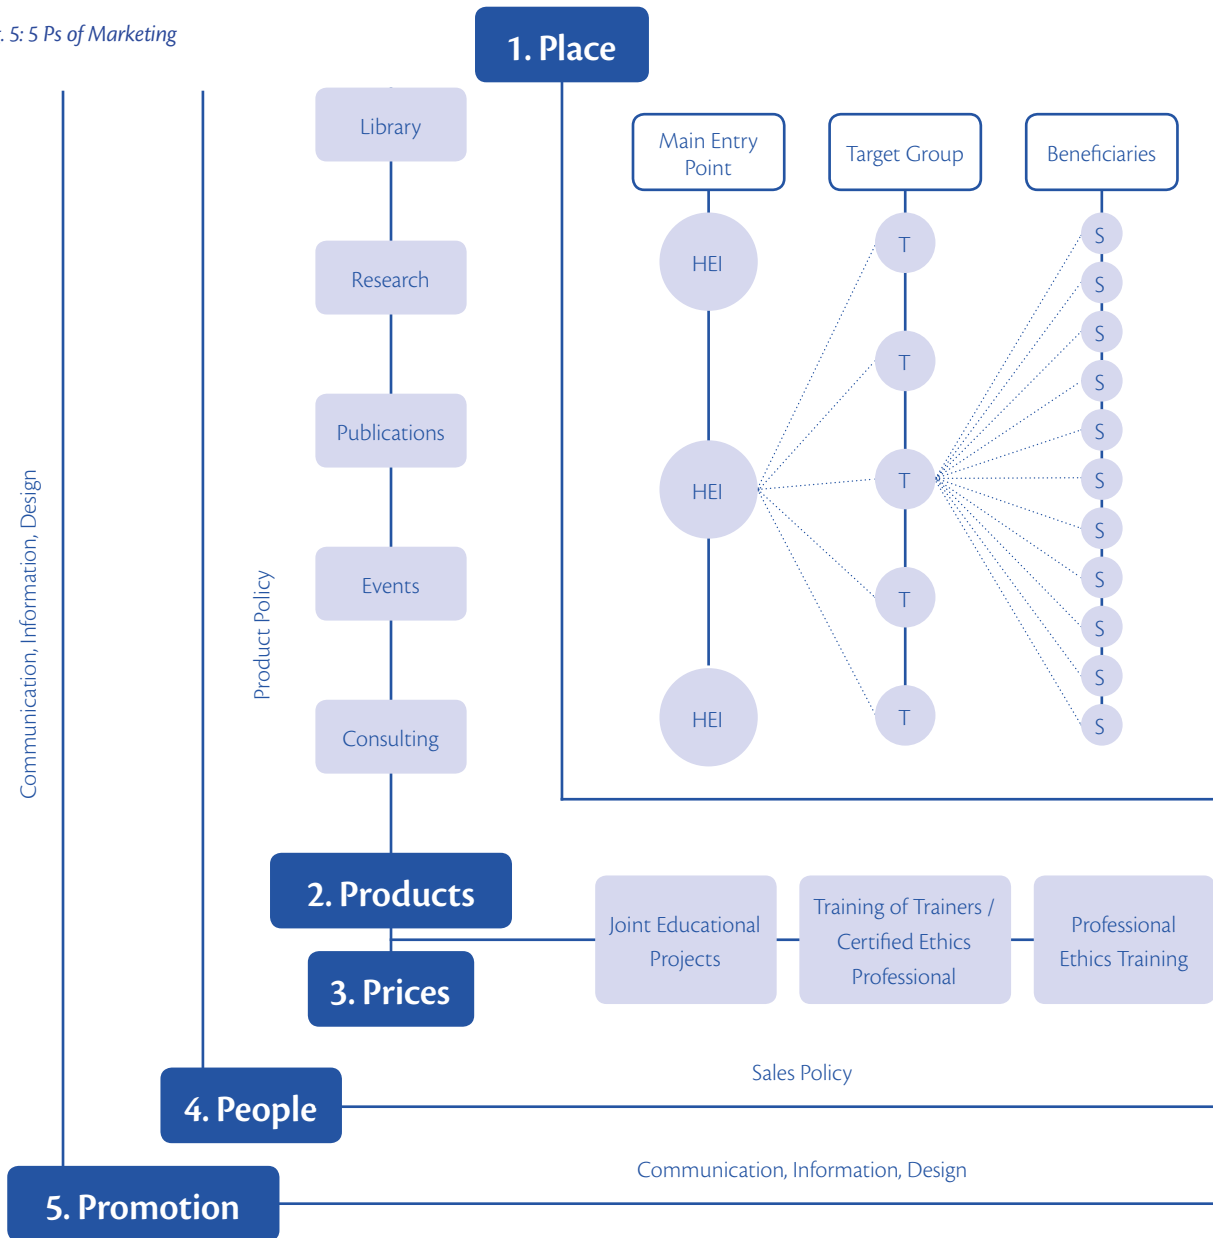 . 5: 5 Ps of Marketing
1. Place
Library
Research
Publications
Events
Consulting
Main Entry
Point
Target Group
Beneficiaries
HEI
HEI
HEI
T
T
T
T
T
S
S
S
S
S
S
S
S
S
S
S
Communication, Information, Design
Product Policy
2. Products
3. Prices
Joint Educational
Projects
Training of Trainers /
Certified Ethics
Professional
Professional
Ethics Training
Sales Policy
4. People
Communication, Information, Design
5. Promotion